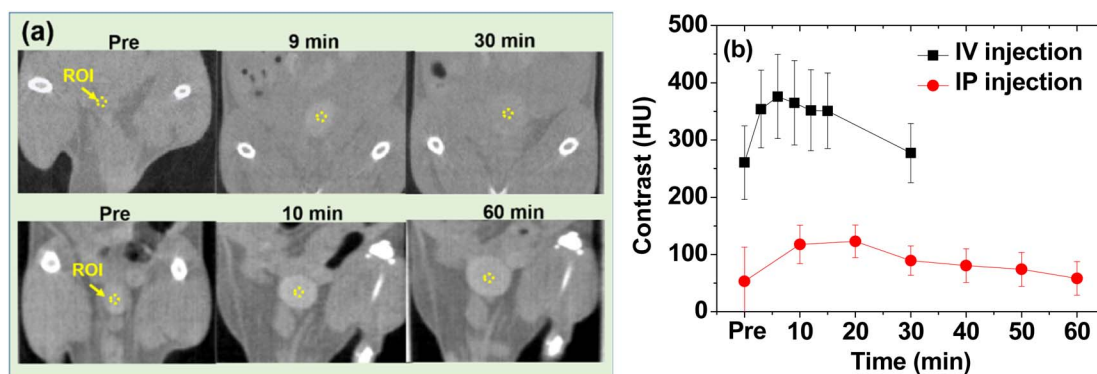 (a)
Pre 9 min 30 min
ROI
Pre 10 min 60 min
ROI
(b)
IV injection
IP injection
Contrast (HU)
500
400
300
200
100
0
Pre 10 20 30 40 50 60
Time (min)